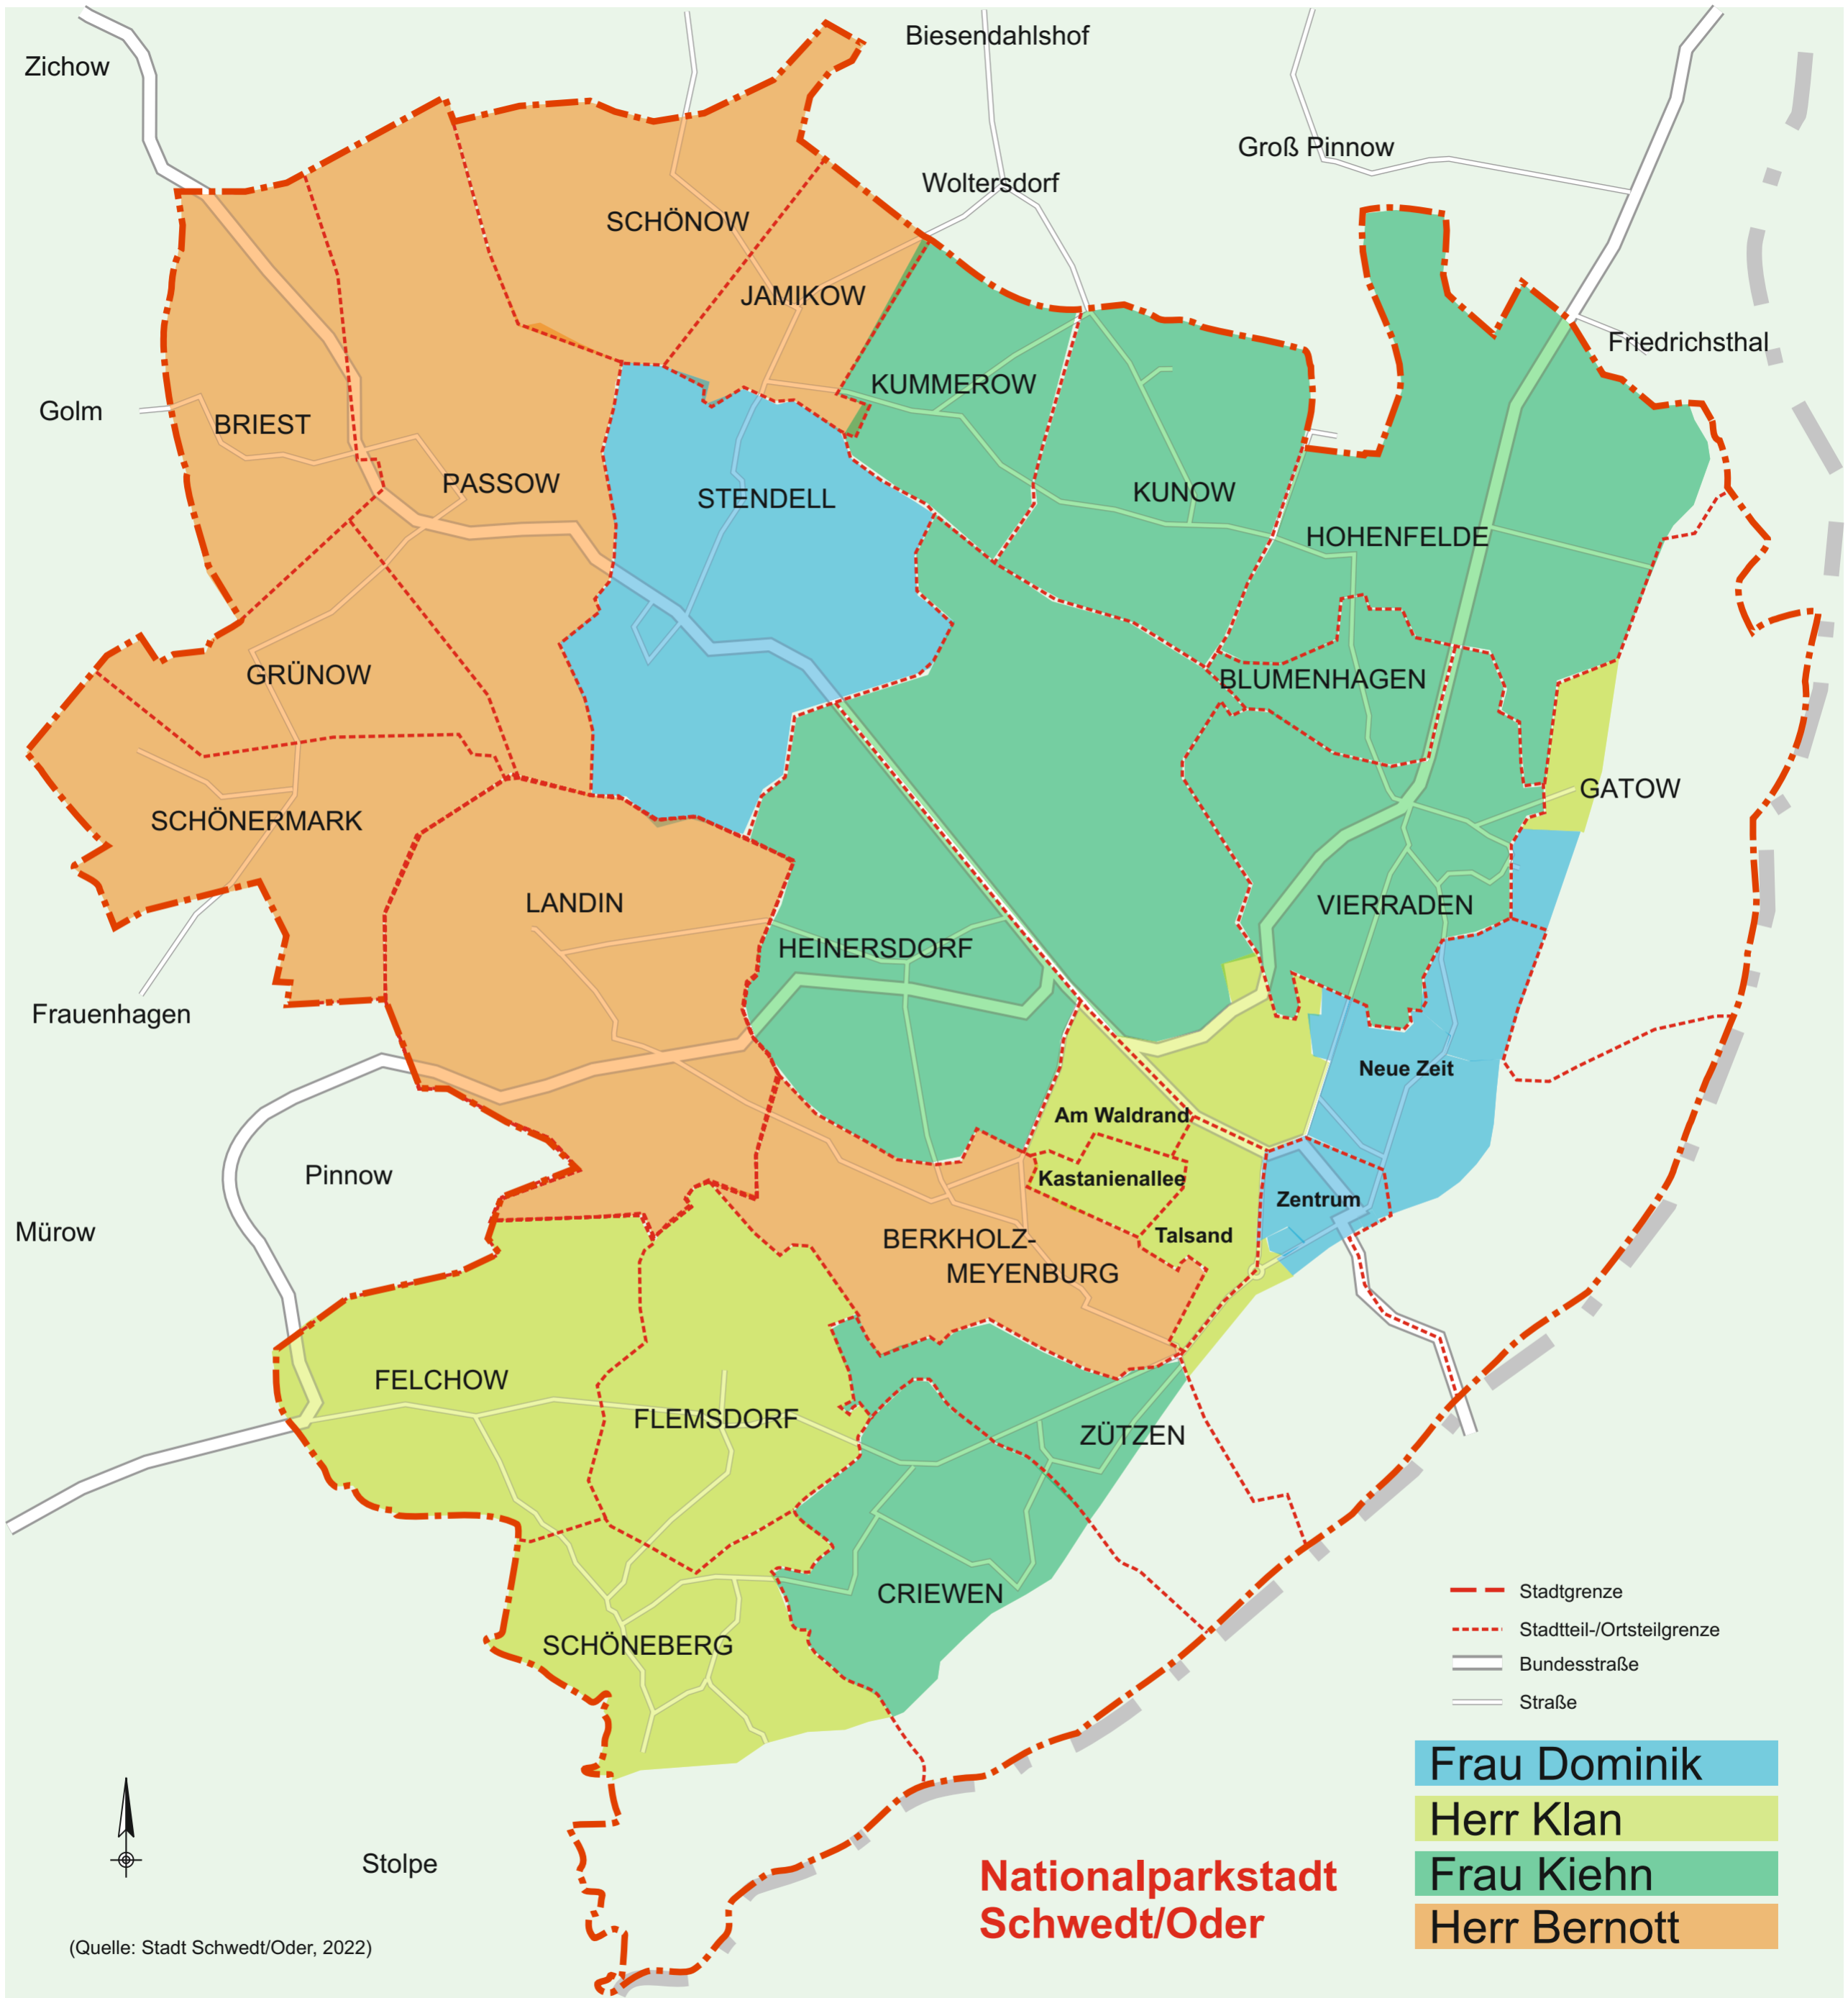 Biesendahlshof
Zichow
Groß Pinnow
Woltersdorf
SCHÖNOW
JAMIKOW
Friedrichsthal
KUMMEROW
Golm
BRIEST
PASSOW
KUNOW
STENDELL
HOHENFELDE
GRÜNOW
BLUMENHAGEN
GATOW
SCHÖNERMARK
LANDIN
VIERRADEN
HEINERSDORF
Frauenhagen
Neue Zeit
Am Waldrand
Pinnow
Kastanienallee
Zentrum
Mürow
Talsand
BERKHOLZ-
MEYENBURG
FELCHOW
FLEMSDORF
ZÜTZEN
CRIEWEN
SCHÖNEBERG
Stadtgrenze
Stadtteil-/Ortsteilgrenze
Bundesstraße
Straße
Frau Dominik
Herr Klan
Frau Kiehn
Herr Bernott
Stolpe
Nationalparkstadt
Schwedt/Oder
(Quelle: Stadt Schwedt/Oder, 2022)